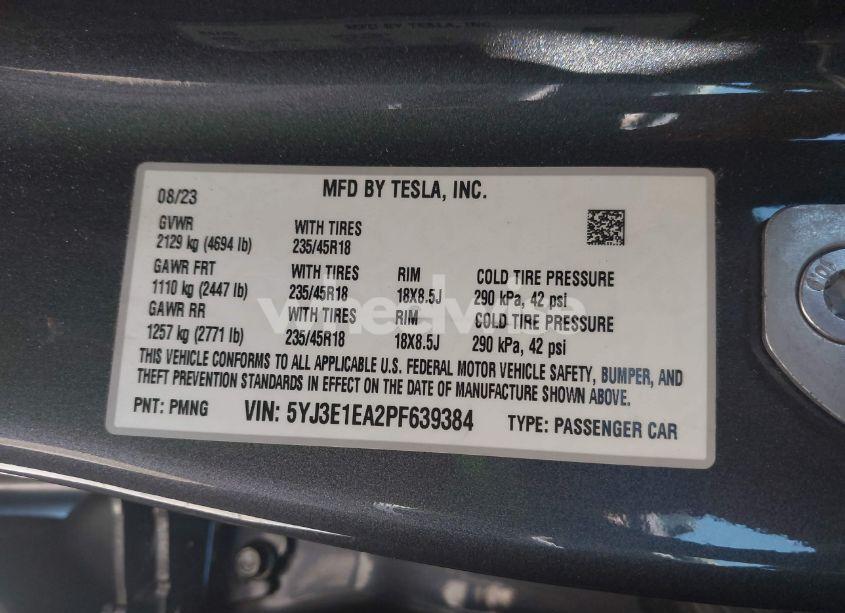 MFD BY TESLA, INC.
08/23
GVWR
2129 kg (4694 lb)
WITH TIRES
235/45R18
GAWR FRT
1110 kg (2447 lb)
WITH TIRES
235/45R18
RIM
18X8.5J
COLD TIRE PRESSURE
290 kPa, 42 psi
GAWR RR
1257 kg (2771 lb)
WITH TIRES
235/45R18
RIM
18X8.5J
COLD TIRE PRESSURE
290 kPa, 42 psi
THIS VEHICLE CONFORMS TO ALL APPLICABLE U.S. FEDERAL MOTOR VEHICLE SAFETY, BUMPER, AND
THEFT PREVENTION STANDARDS IN EFFECT ON THE DATE OF MANUFACTURE SHOWN ABOVE.
PNT: PMNG
VIN: 5YJ3E1EA2PF639384
TYPE: PASSENGER CAR